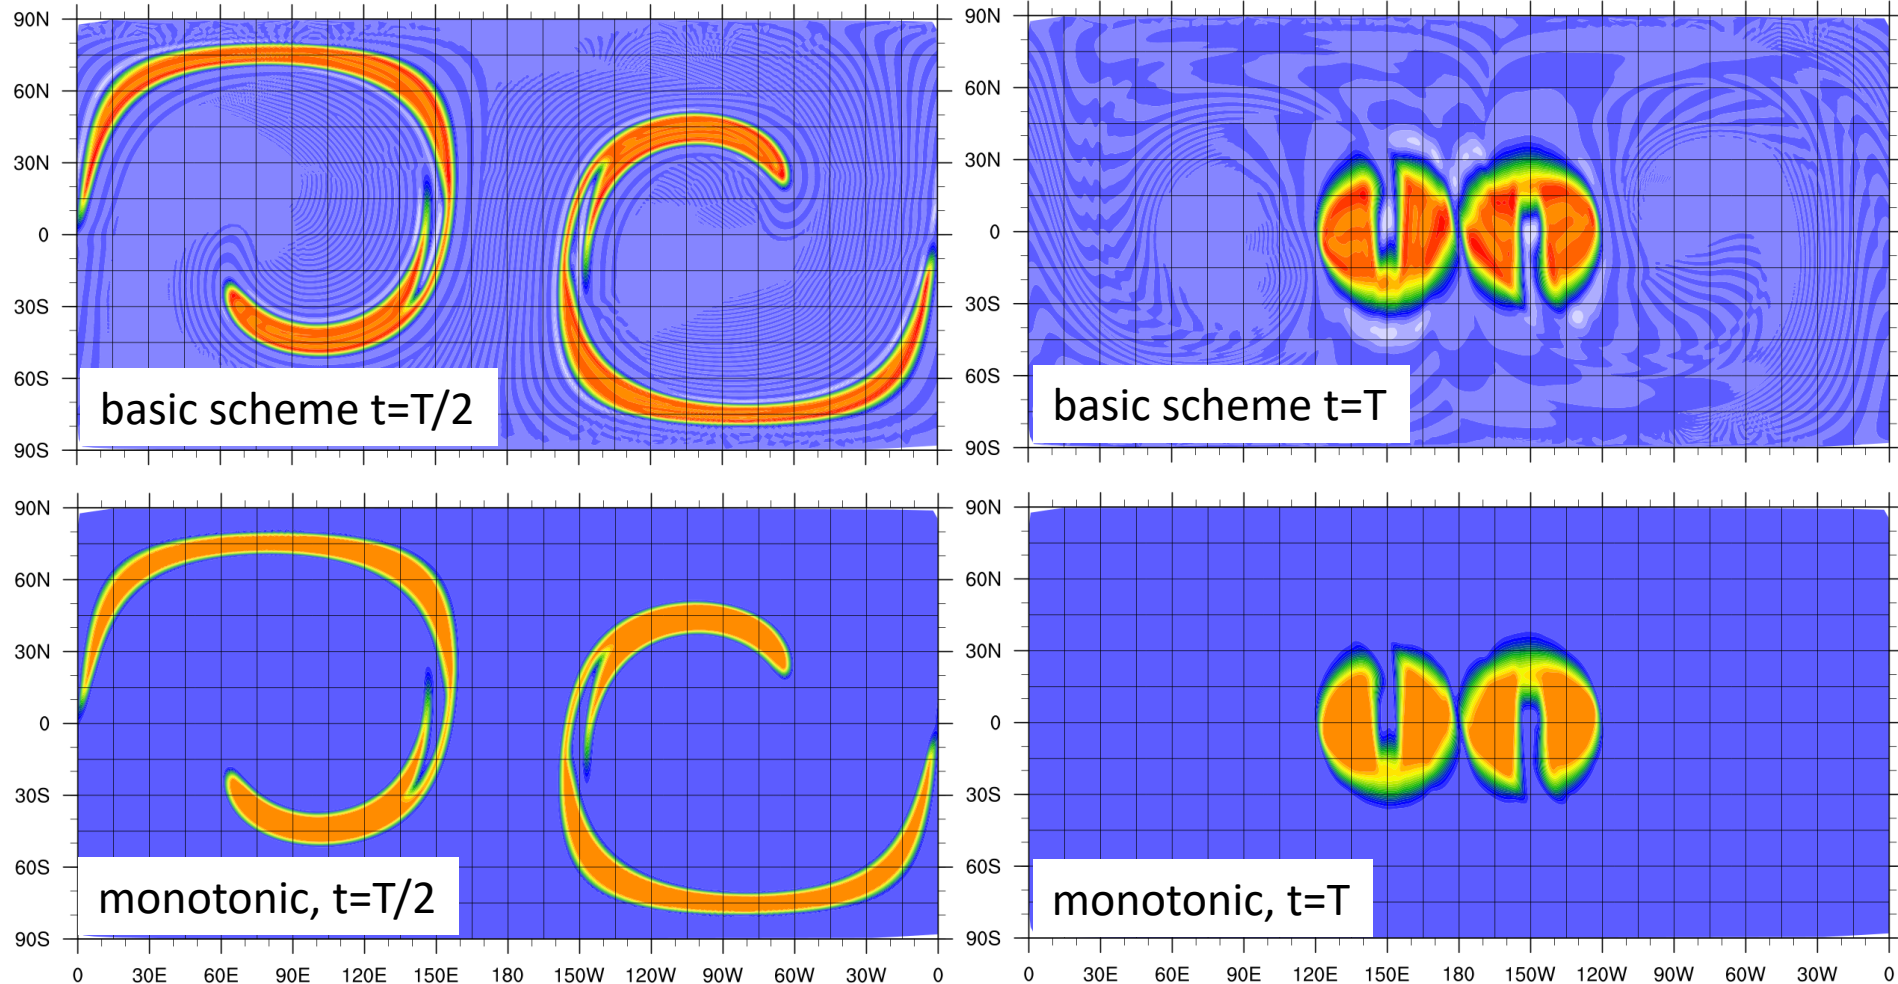 90N
60N
30N
0
30S
60S
90S
basic scheme t=T/2
90N
60N
30N
0
30S
60S
90S
basic scheme t=T
90N
60N
30N
0
30S
60S
90S
monotonic, t=T/2
0 30E 60E 90E 120E 150E 180 150W 120W 90W 60W 30W 0
90N
60N
30N
0
30S
60S
90S
monotonic, t=T
0 30E 60E 90E 120E 150E 180 150W 120W 90W 60W 30W 0